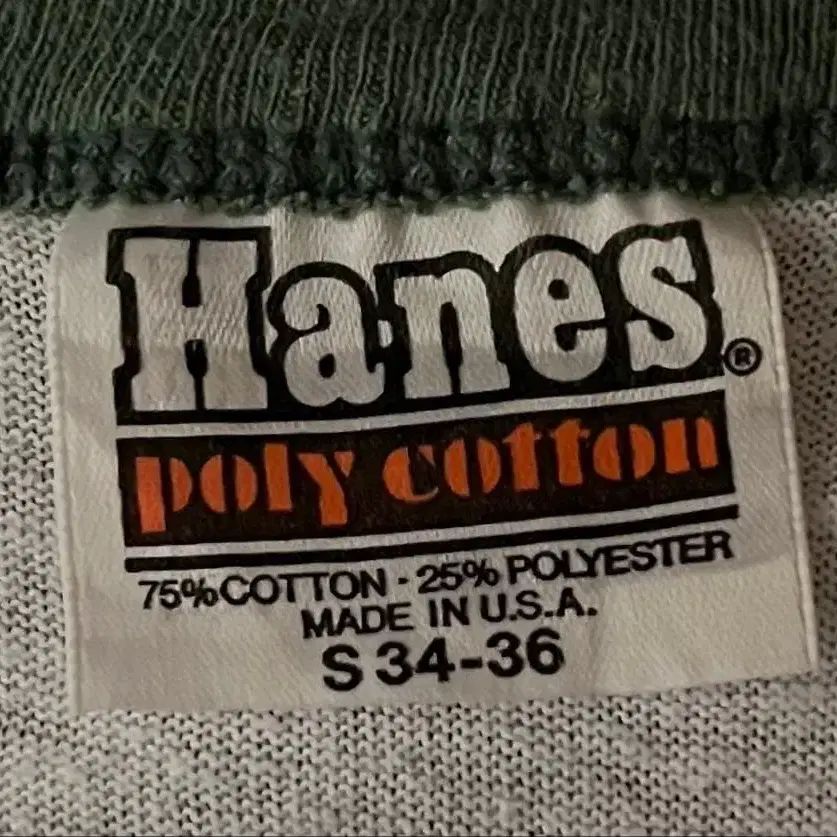 Hanes®
poly cotton
75% COTTON - 25% POLYESTER
MADE IN U.S.A.
S 34-36